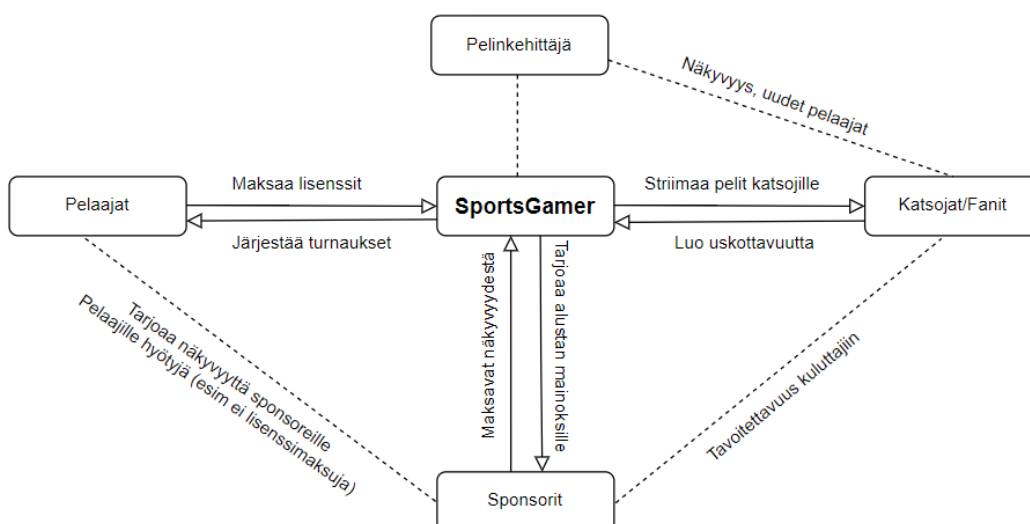 Pelinkehittäjä
Näkyvyys, uudet pelaajat
Maksaa lisenssit
Striimaa pelit katsojille
Pelaajat
SportsGamer
Katsojat/Fanit
Järjestää turnaukset
Luo uskottavuutta
Maksavat näkyvyydestä
Tarjoaa alustan mainoksille
Tarjoaa näkyvyyttä sponsoreille
Pelaajille hyötyjä (esim ei lisenssimaksuja)
Tavoitettavuus kuluttajiin
Sponsorit